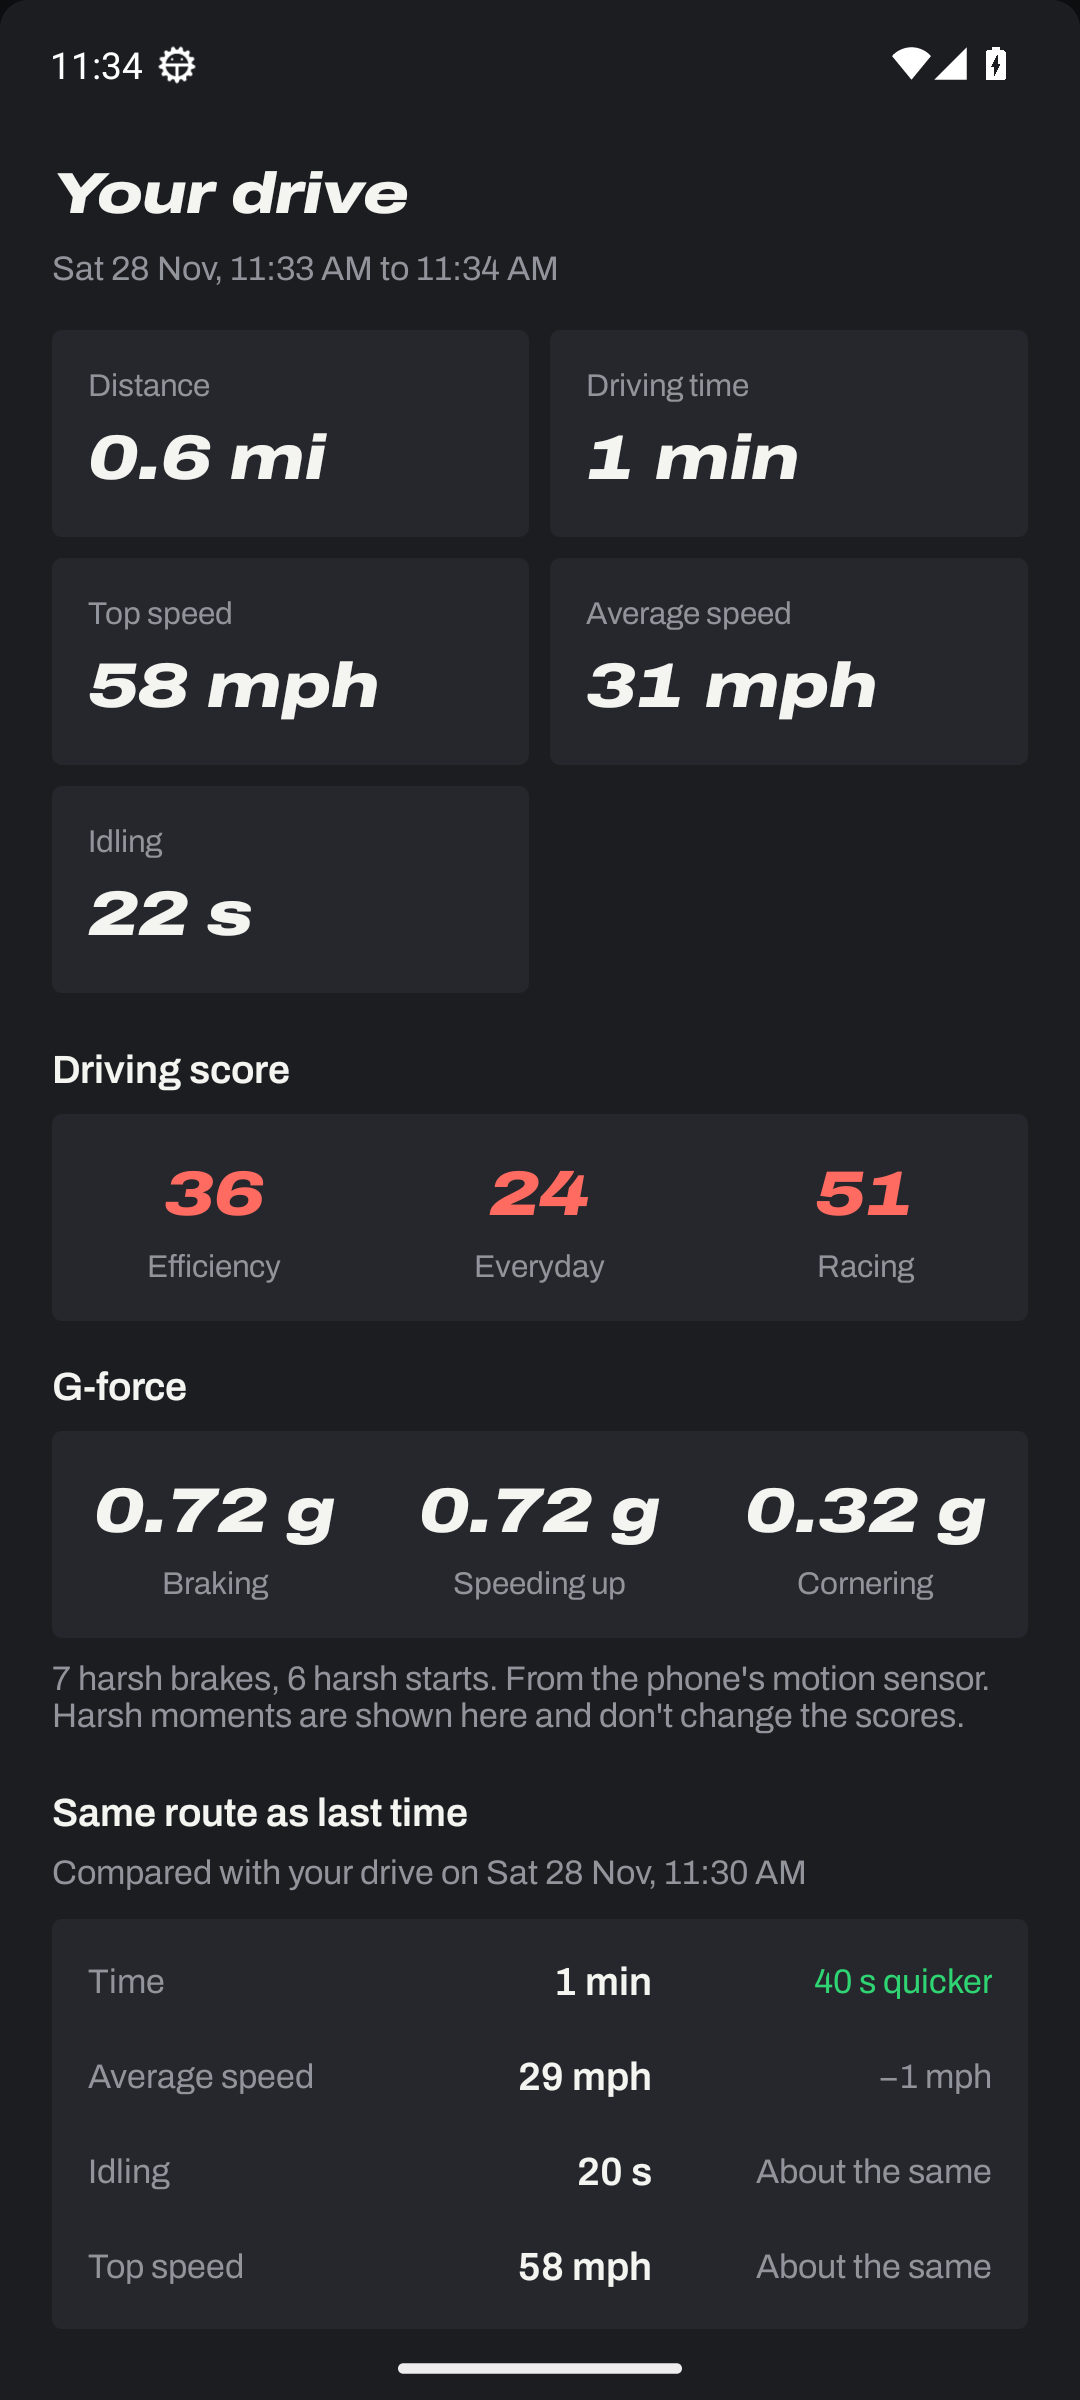 11:34
Your drive
Sat 28 Nov, 11:33 AM to 11:34 AM
Distance
0.6 mi
Driving time
1 min
Top speed
58 mph
Average speed
31 mph
Idling
22 s
Driving score
36
Efficiency
24
Everyday
51
Racing
G-force
0.72 g
Braking
0.72 g
Speeding up
0.32 g
Cornering
7 harsh brakes, 6 harsh starts. From the phone's motion sensor.
Harsh moments are shown here and don't change the scores.
Same route as last time
Compared with your drive on Sat 28 Nov, 11:30 AM
Time 1 min 40 s quicker
Average speed 29 mph −1 mph
Idling 20 s About the same
Top speed 58 mph About the same